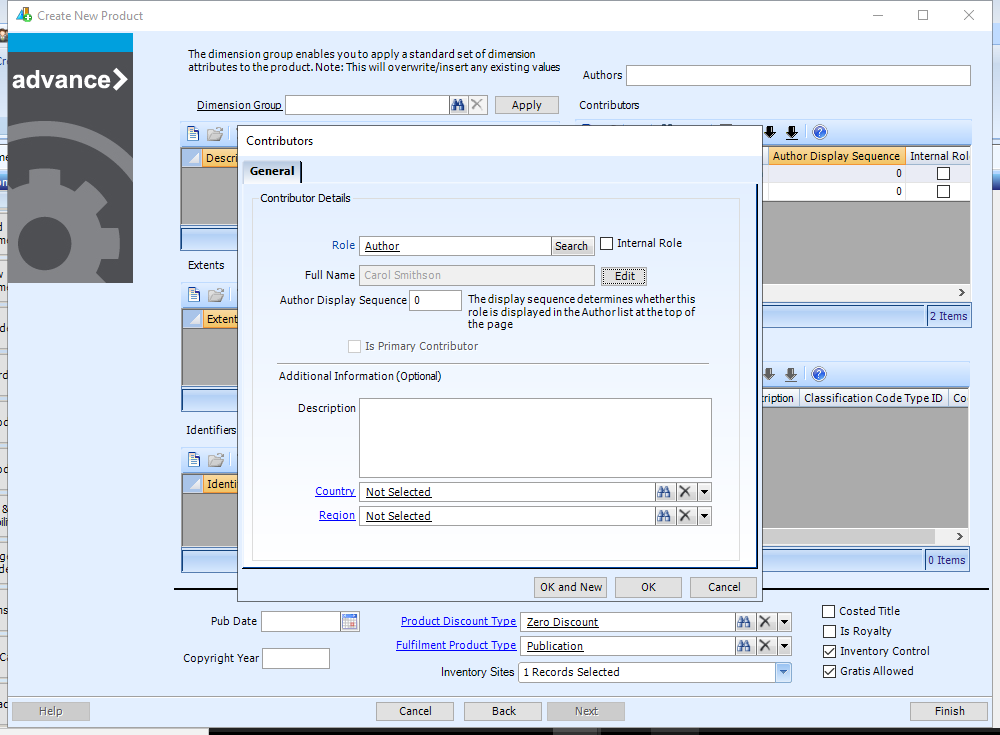 Create New Product
advance
The dimension group enables you to apply a standard set of dimension
attributes to the product. Note: This will overwrite/insert any existing values
Dimension Group
Apply
Authors
Contributors
Descri
Author Display Sequence
Internal Rol
0
0
2 Items
Extents
Extent
Identifiers
Identi
ription
Classification Code Type ID
Co
0 Items
Contributors
General
Contributor Details
Role
Author
Search
Internal Role
Full Name
Carol Smithson
Edit
Author Display Sequence
0
The display sequence determines whether this
role is displayed in the Author list at the top of
the page
Is Primary Contributor
Additional Information (Optional)
Description
Country
Not Selected
Region
Not Selected
OK and New
OK
Cancel
Pub Date
Copyright Year
Product Discount Type
Zero Discount
Fulfilment Product Type
Publication
Inventory Sites
1 Records Selected
Costed Title
Is Royalty
Inventory Control
Gratis Allowed
Help
Cancel
Back
Next
Finish